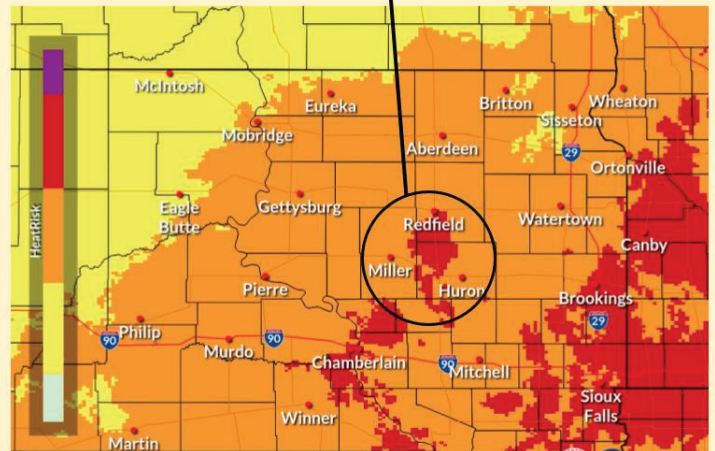 HeatRisk
McIntosh
Eureka
Britton
Wheaton
Sisseton
Mobridge
Aberdeen
29
Ortonville
Eagle
Butte
Gettysburg
Redfield
Watertown
Canby
Miller
Pierre
Huron
Brookings
29
Philip
90
Murdo
90
Chamberlain
90
Mitchell
Sioux
Falls
Winner
Martin